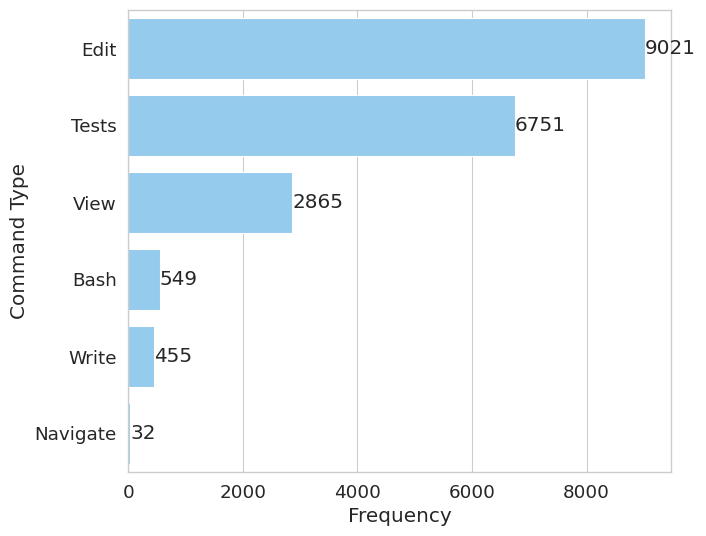 Command Type
Edit 9021
Tests 6751
View 2865
Bash 549
Write 455
Navigate 32
0 2000 4000 6000 8000
Frequency